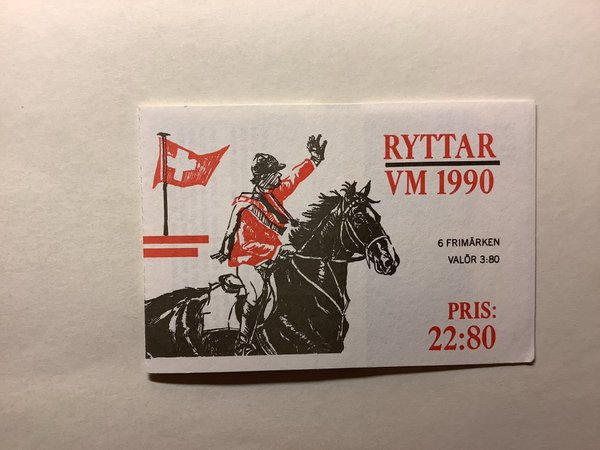 RYTTAR
VM 1990
6 FRIMÄRKEN
VALÖR 3:80
PRIS:
22:80